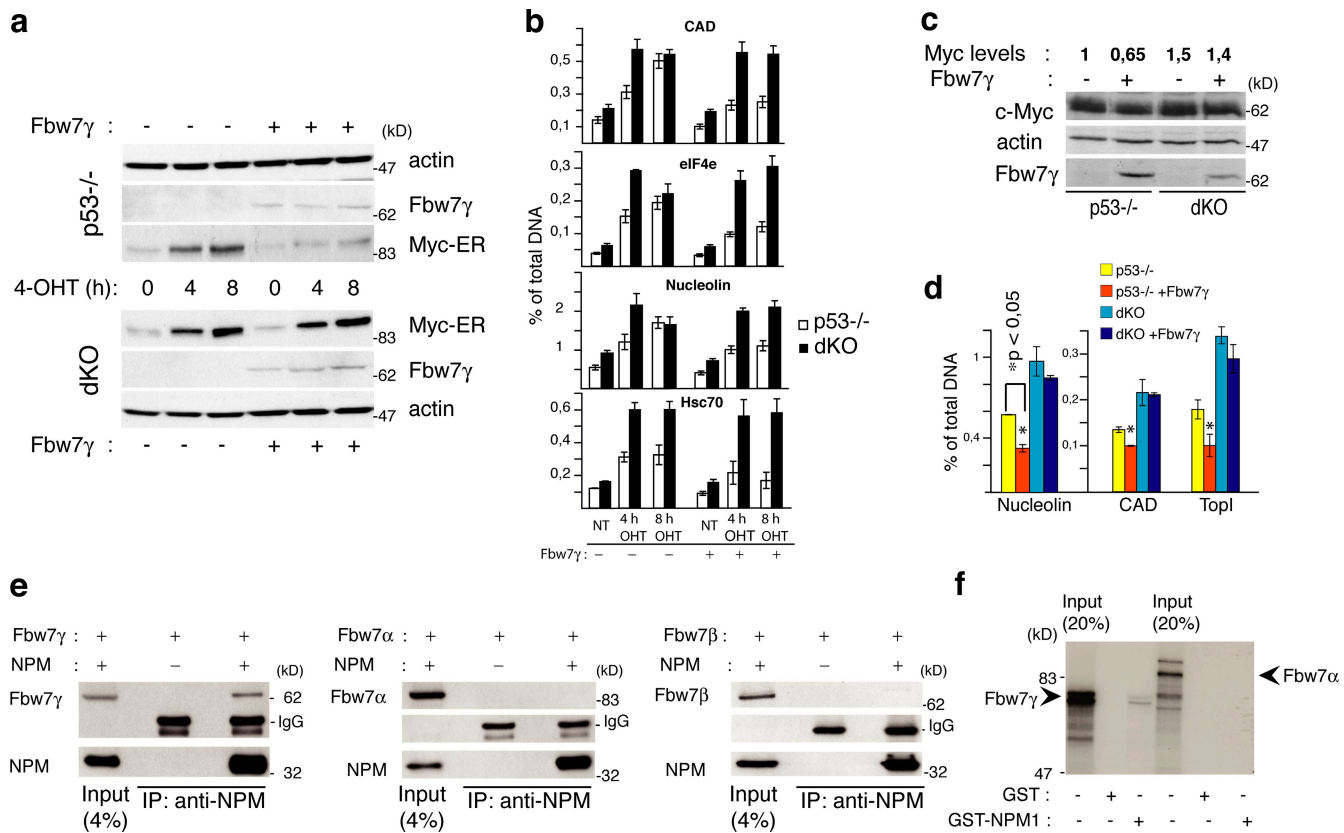 a
Fbw7γ : - - - + + + (kD)
p53-/-
actin
-47
Fbw7γ
-62
Myc-ER
-83
4-OHT (h): 0 4 8 0 4 8
dKO
Myc-ER
-83
Fbw7γ
-62
actin
-47
Fbw7γ : - - - + + +
b
% of total DNA
CAD
0,5
0,3
0,1
eIF4e
0,3
0,2
0,1
Nucleolin
2
1
Hsc70
0,6
0,4
0,2
p53-/-
dKO
NT 4 h OHT 8 h OHT NT 4 h OHT 8 h OHT
Fbw7γ : – – – + + +
c
Myc levels : 1 0,65 1,5 1,4
Fbw7γ : - + - + (kD)
c-Myc -62
actin -47
Fbw7γ -62
p53-/- dKO
d
p53-/-
p53-/- +Fbw7γ
dKO
dKO +Fbw7γ
% of total DNA
*p < 0,05
1
0,4
*
0,3
0,2
0,1
* *
Nucleolin CAD TopI
e
Fbw7γ : + + +
NPM : + – + (kD)
Fbw7γ - 62
- IgG
NPM - 32
Input (4%) IP: anti-NPM
Fbw7α : + + +
NPM : + – + (kD)
Fbw7α -83
- IgG
NPM -32
Input (4%) IP: anti-NPM
Fbw7β : + + +
NPM : + – + (kD)
Fbw7β -62
- IgG
NPM -32
Input (4%) IP: anti-NPM
f
Input (20%) Input (20%)
(kD)
83 -
Fbw7γ
Fbw7α
47 -
GST : - + - - + -
GST-NPM1 : - - + - - +